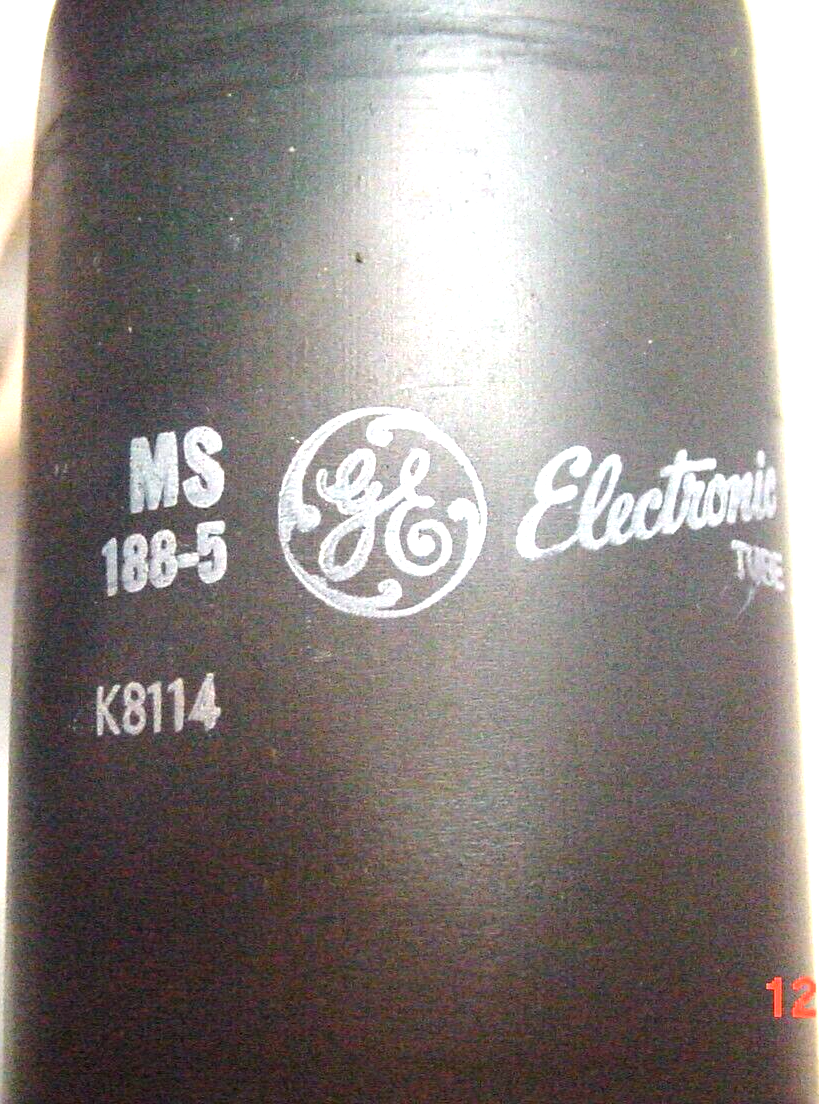 MS
188-5
GE
Electronic
TUBE
K8114
12